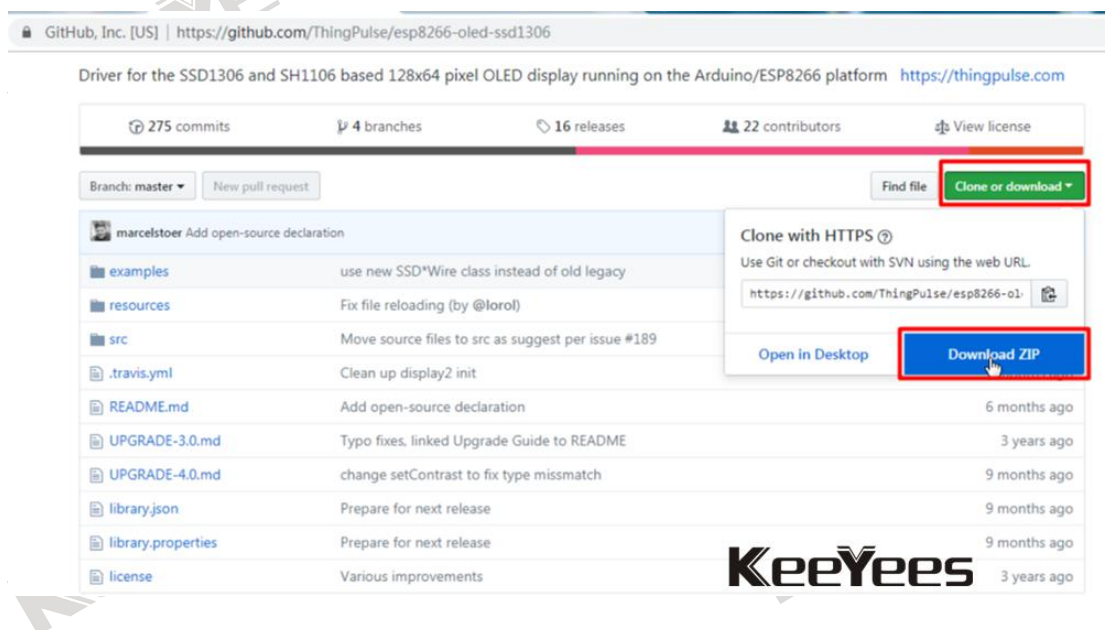 GitHub, Inc. [US] | https://github.com/ThingPulse/esp8266-oled-ssd1306
Driver for the SSD1306 and SH1106 based 128x64 pixel OLED display running on the Arduino/ESP8266 platform https://thingpulse.com
275 commits 4 branches 16 releases 22 contributors View license
Branch: master New pull request Find file Clone or download
marcelstoer Add open-source declaration
Clone with HTTPS
Use Git or checkout with SVN using the web URL.
https://github.com/ThingPulse/esp8266-ol
Open in Desktop Download ZIP
examples use new SSD*Wire class instead of old legacy
resources Fix file reloading (by @lorol)
src Move source files to src as suggest per issue #189
.travis.yml Clean up display2 init
README.md Add open-source declaration 6 months ago
UPGRADE-3.0.md Typo fixes, linked Upgrade Guide to README 3 years ago
UPGRADE-4.0.md change setContrast to fix type missmatch 9 months ago
library.json Prepare for next release 9 months ago
library.properties Prepare for next release 9 months ago
license Various improvements 3 years ago
KeeYees